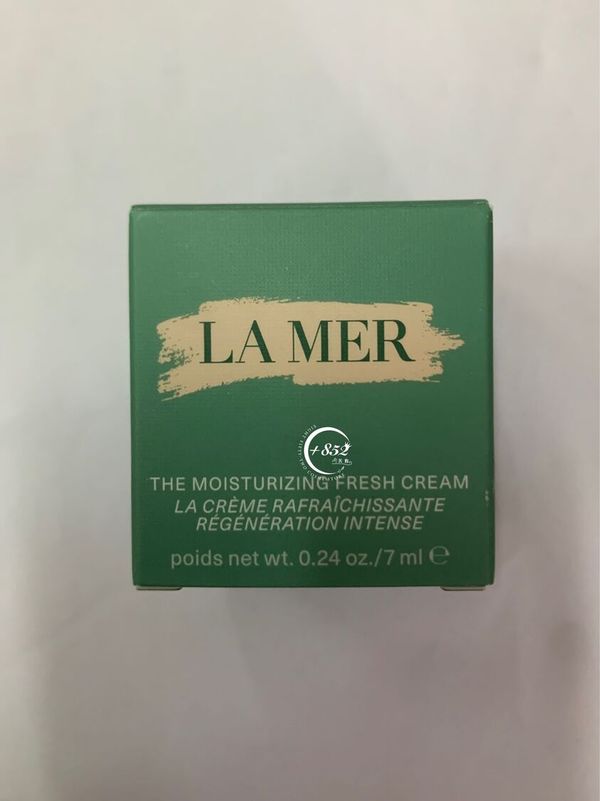 LA MER
+852
THE MOISTURIZING FRESH CREAM
LA CRÈME RAFRAÎCHISSANTE
RÉGÉNÉRATION INTENSE
poids net wt. 0.24 oz./7 ml ℮